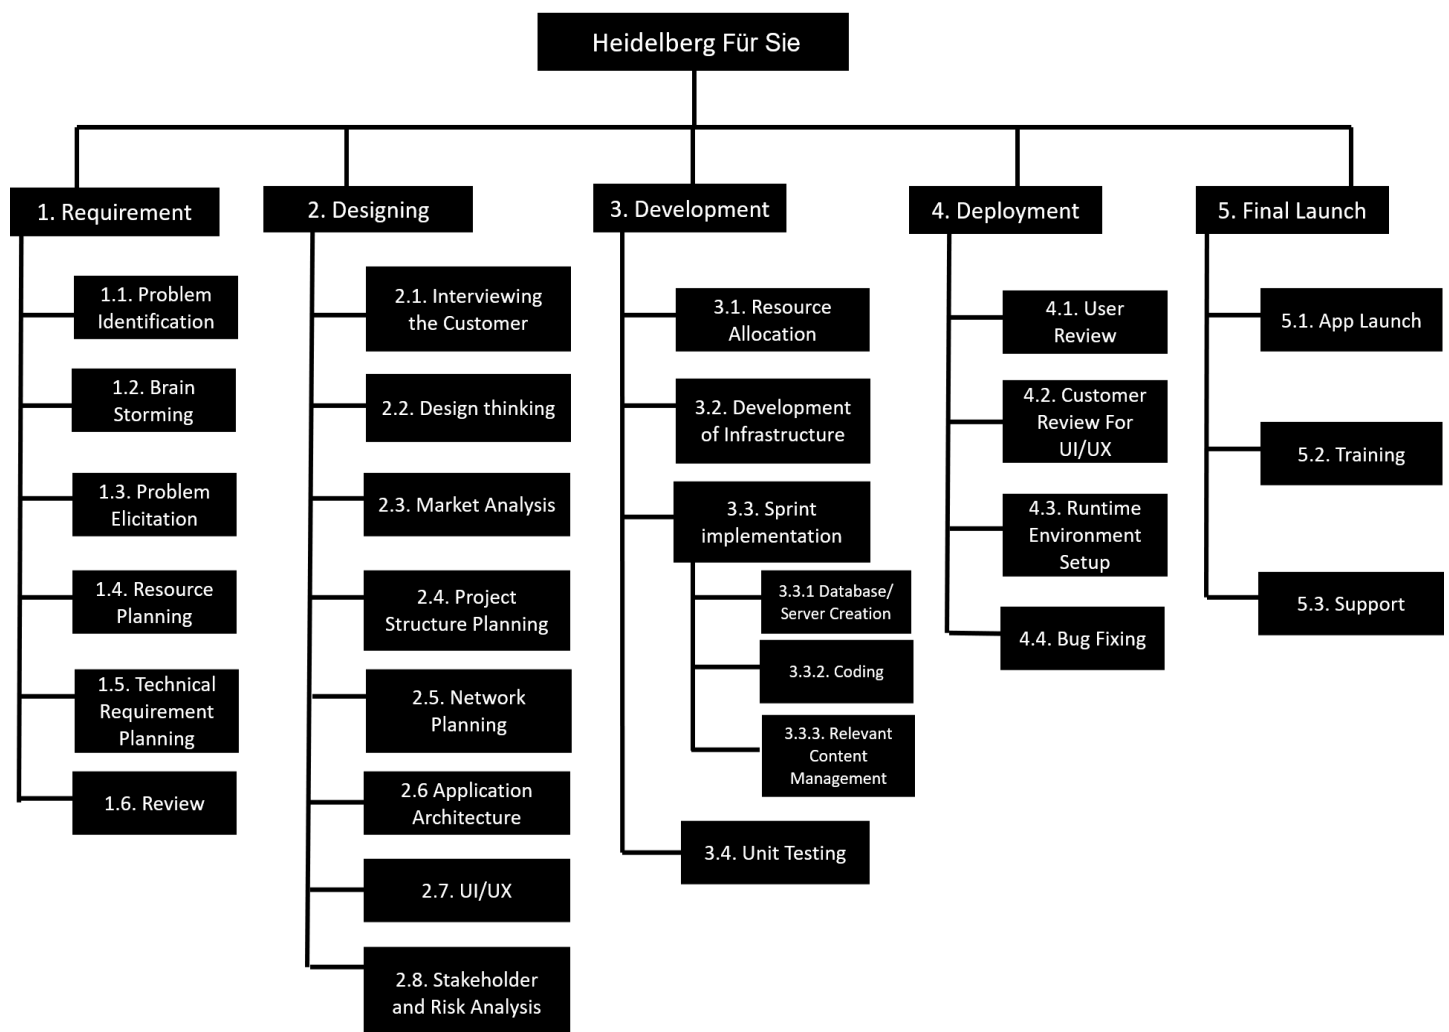 Heidelberg Für Sie
1. Requirement
1.1. Problem
Identification
1.2. Brain
Storming
1.3. Problem
Elicitation
1.4. Resource
Planning
1.5. Technical
Requirement
Planning
1.6. Review
2. Designing
2.1. Interviewing
the Customer
2.2. Design thinking
2.3. Market Analysis
2.4. Project
Structure Planning
2.5. Network
Planning
2.6 Application
Architecture
2.7. UI/UX
2.8. Stakeholder
and Risk Analysis
3. Development
3.1. Resource
Allocation
3.2. Development
of Infrastructure
3.3. Sprint
implementation
3.3.1 Database/
Server Creation
3.3.2. Coding
3.3.3. Relevant
Content
Management
3.4. Unit Testing
4. Deployment
4.1. User
Review
4.2. Customer
Review For
UI/UX
4.3. Runtime
Environment
Setup
4.4. Bug Fixing
5. Final Launch
5.1. App Launch
5.2. Training
5.3. Support